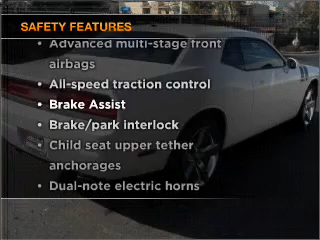 SAFETY FEATURES
• Advanced multi-stage front
airbags
• All-speed traction control
• Brake Assist
• Brake/park interlock
• Child seat upper tether
anchorages
• Dual-note electric horns